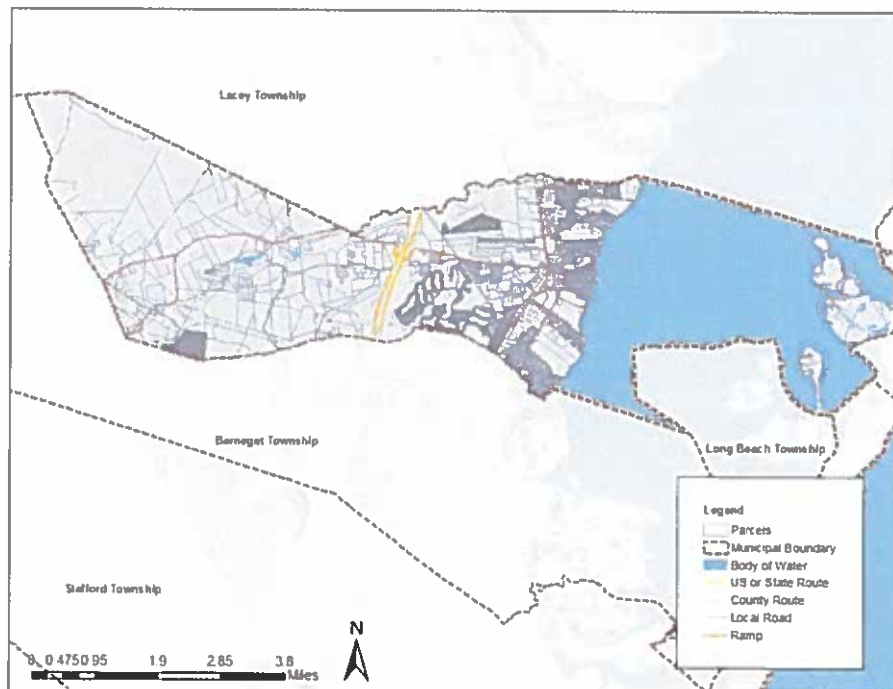 Lacey Township
Barnegat Township
Long Beach Township
Stafford Township
Legend
Parcels
Municipal Boundary
Body of Water
US or State Route
County Route
Local Road
Ramp
N
0 0.475 0.95 1.9 2.85 3.8
Miles